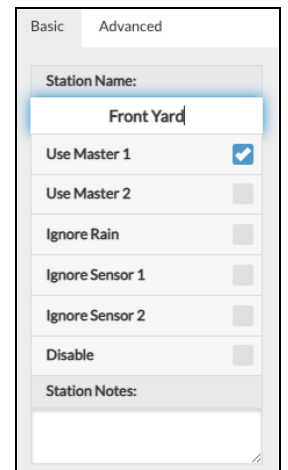 Basic Advanced
Station Name:
Front Yard
Use Master 1
Use Master 2
Ignore Rain
Ignore Sensor 1
Ignore Sensor 2
Disable
Station Notes: